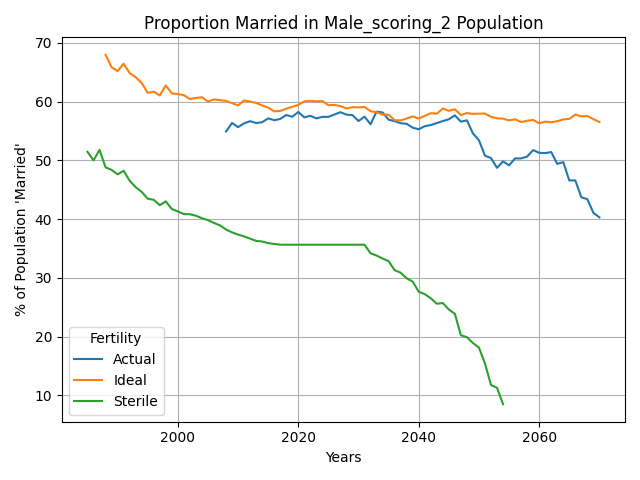 Proportion Married in Male_scoring_2 Population
% of Population 'Married'
70
60
50
40
30
20
10
Fertility
Actual
Ideal
Sterile
2000 2020 2040 2060
Years